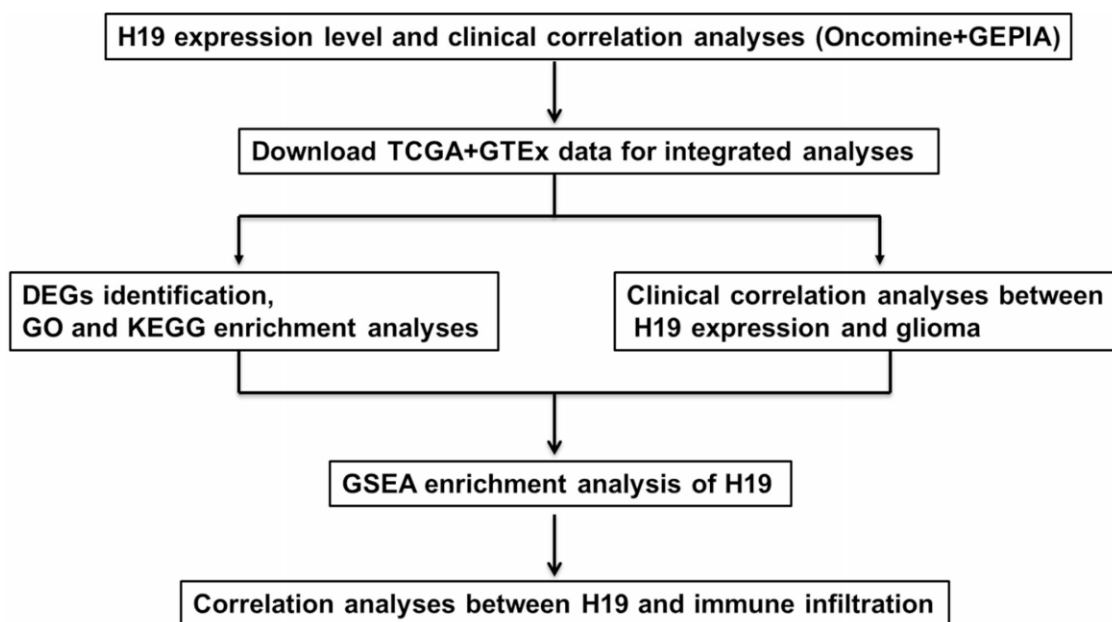 H19 expression level and clinical correlation analyses (Oncomine+GEPIA)
Download TCGA+GTEx data for integrated analyses
DEGs identification,
GO and KEGG enrichment analyses
Clinical correlation analyses between
H19 expression and glioma
GSEA enrichment analysis of H19
Correlation analyses between H19 and immune infiltration